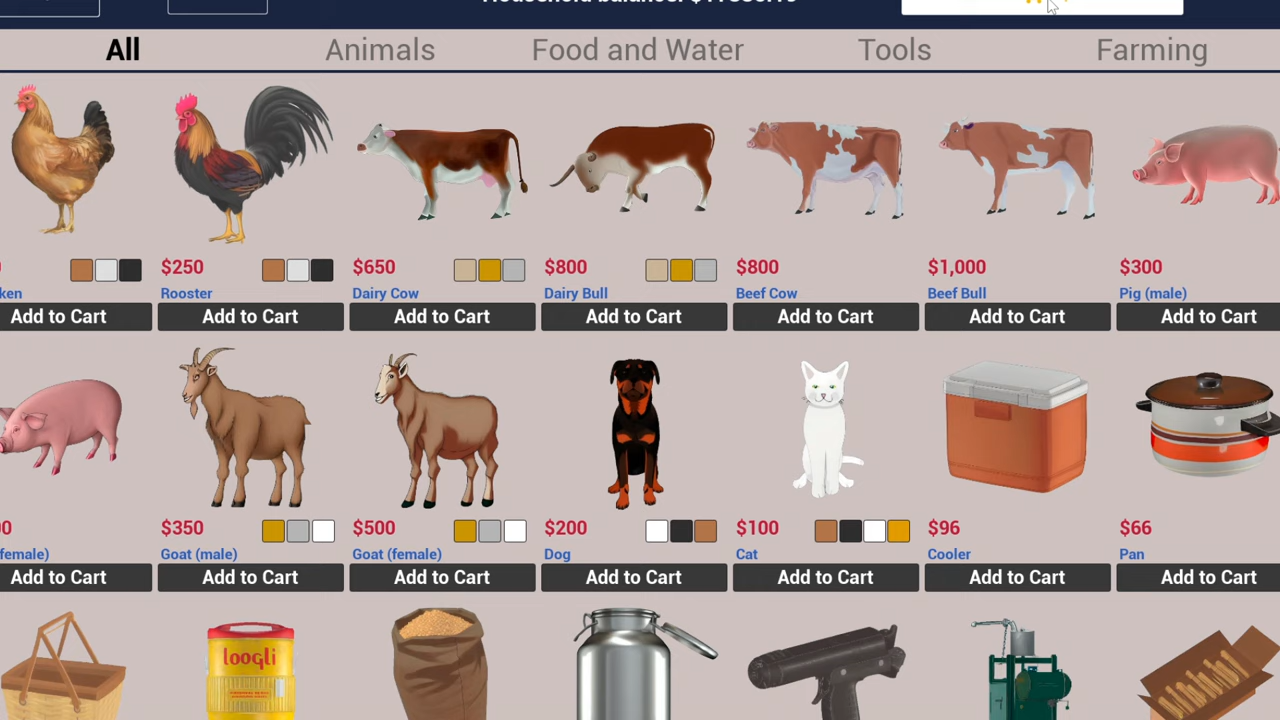 All Animals Food and Water Tools Farming
$250 $650 $800 $800 $1,000 $300
Rooster Dairy Cow Dairy Bull Beef Cow Beef Bull Pig (male)
Add to Cart Add to Cart Add to Cart Add to Cart Add to Cart Add to Cart Add to Cart
$350 $500 $200 $100 $96 $66
female) Goat (male) Goat (female) Dog Cat Cooler Pan
Add to Cart Add to Cart Add to Cart Add to Cart Add to Cart Add to Cart Add to Cart
loogli